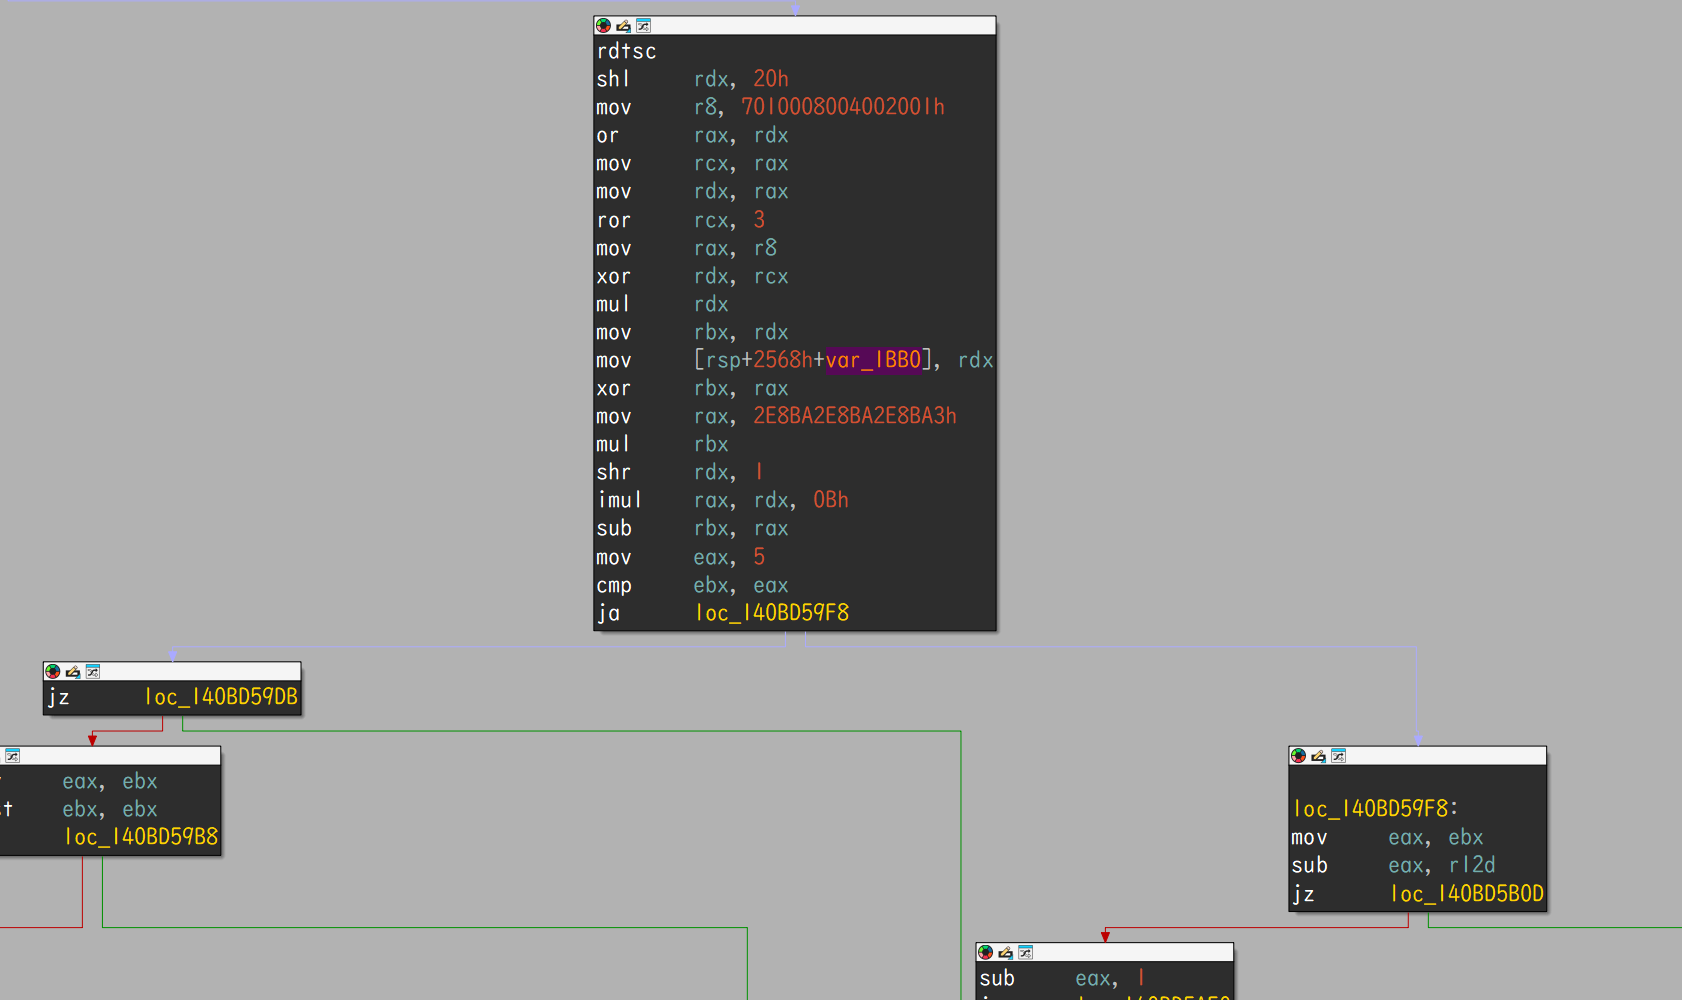 rdtsc
shl rdx, 20h
mov r8, 7010008004002001h
or rax, rdx
mov rcx, rax
mov rdx, rax
ror rcx, 3
mov rax, r8
xor rdx, rcx
mul rdx
mov rbx, rdx
mov [rsp+2568h+var_1BB0], rdx
xor rbx, rax
mov rax, 2E8BA2E8BA2E8BA3h
mul rbx
shr rdx, 1
imul rax, rdx, 0Bh
sub rbx, rax
mov eax, 5
cmp ebx, eax
ja loc_140BD59F8
jz loc_140BD59DB
eax, ebx
ebx, ebx
loc_140BD59B8
loc_140BD59F8:
mov eax, ebx
sub eax, r12d
jz loc_140BD5B0D
sub eax, 1